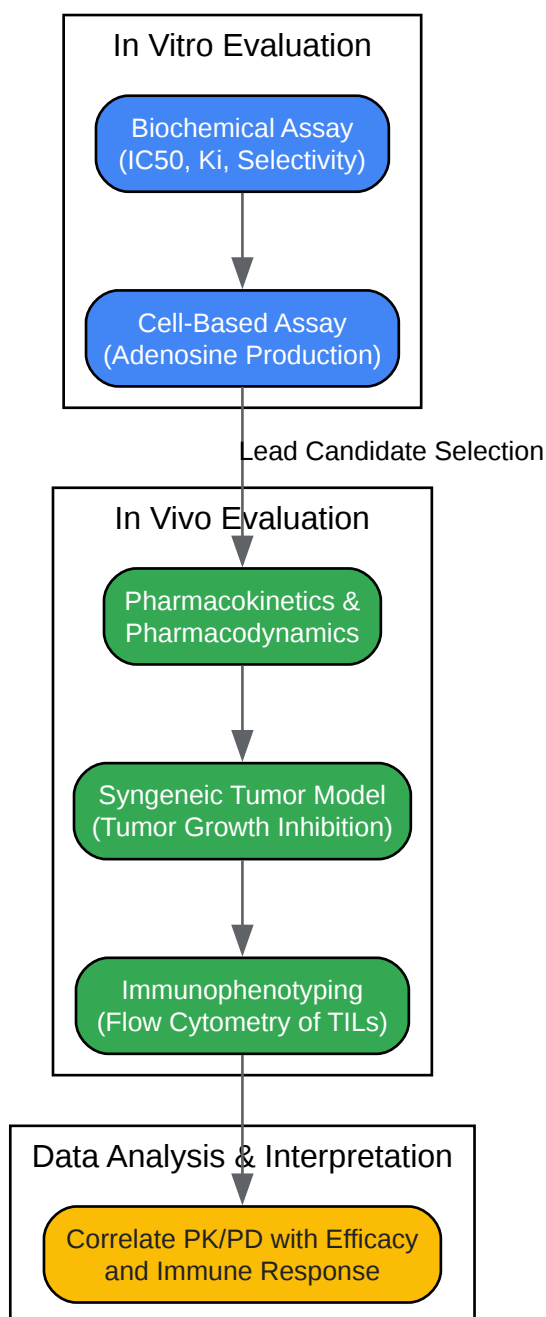 In Vitro Evaluation
Biochemical Assay
(IC50, Ki, Selectivity)
Cell-Based Assay
(Adenosine Production)
Lead Candidate Selection
In Vivo Evaluation
Pharmacokinetics &
Pharmacodynamics
Syngeneic Tumor Model
(Tumor Growth Inhibition)
Immunophenotyping
(Flow Cytometry of TILs)
Data Analysis & Interpretation
Correlate PK/PD with Efficacy
and Immune Response